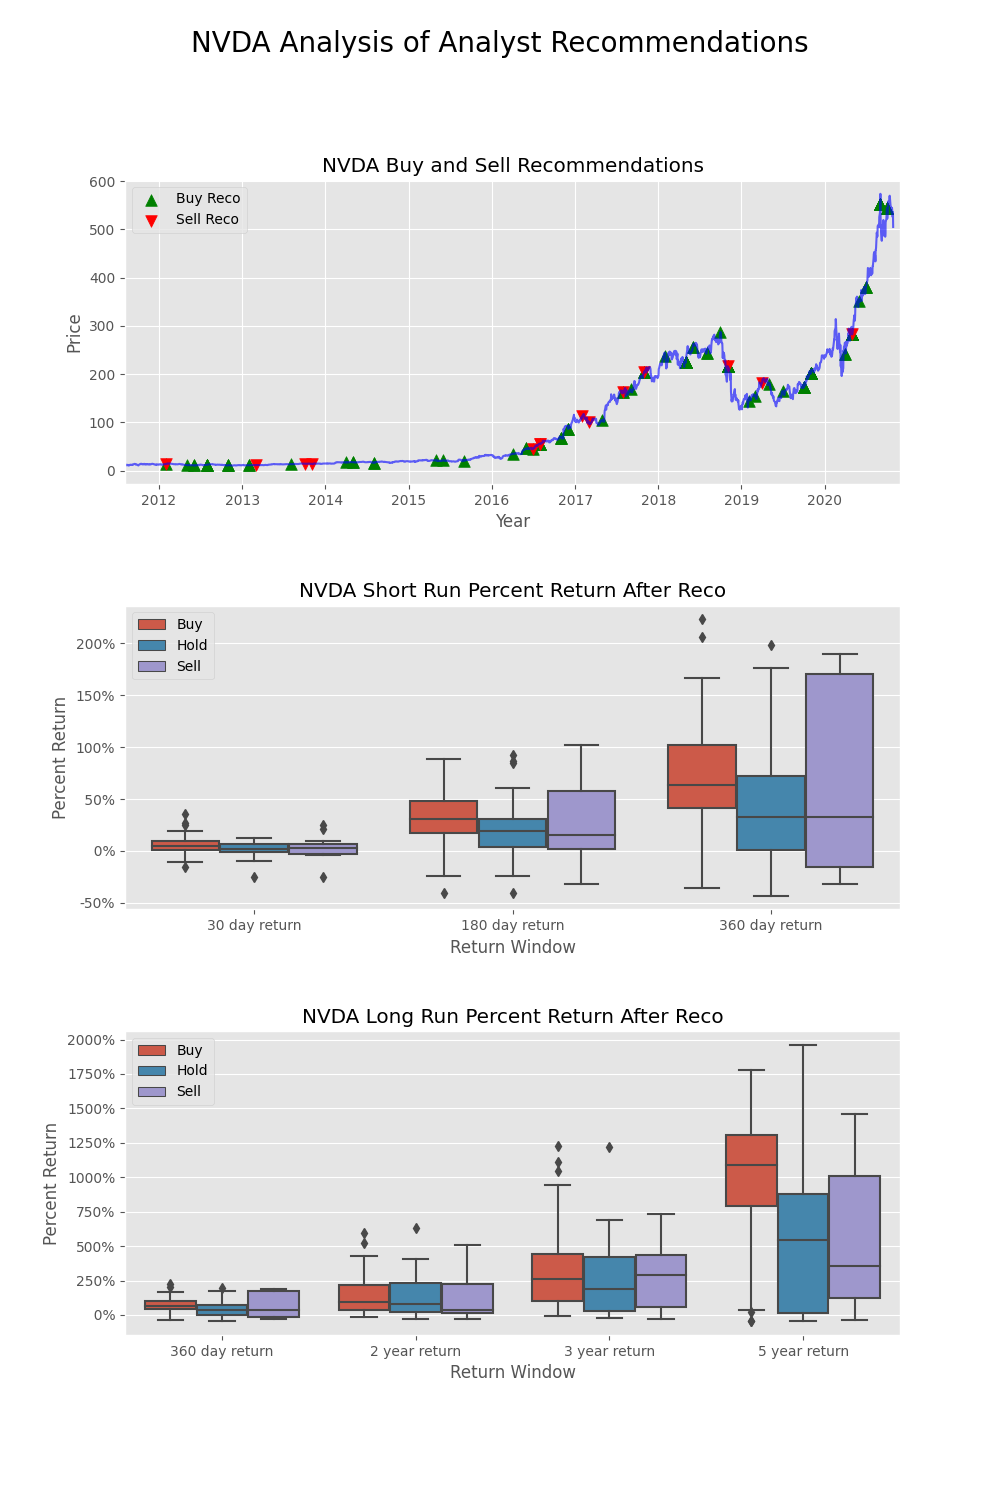 NVDA Analysis of Analyst Recommendations
NVDA Buy and Sell Recommendations
600
500
400
300
200
100
0
Price
Buy Reco
Sell Reco
2012 2013 2014 2015 2016 2017 2018 2019 2020
Year
NVDA Short Run Percent Return After Reco
200%
150%
100%
50%
0%
-50%
Percent Return
Buy
Hold
Sell
30 day return 180 day return 360 day return
Return Window
NVDA Long Run Percent Return After Reco
2000%
1750%
1500%
1250%
1000%
750%
500%
250%
0%
Percent Return
Buy
Hold
Sell
360 day return 2 year return 3 year return 5 year return
Return Window